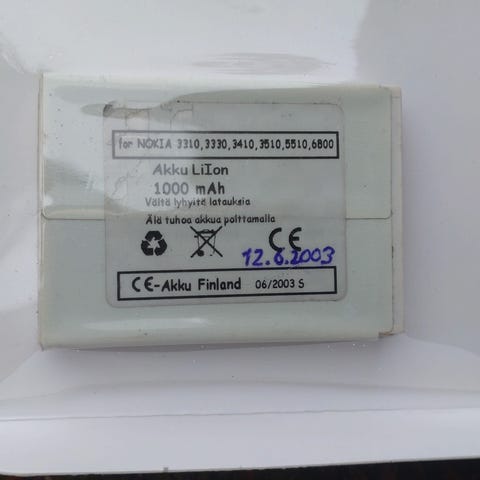 for NOKIA 3310,3330,3410,3510,5510,6800
Akku LiIon
1000 mAh
Vältä lyhyitä latauksia
Älä tuhoa akkua polttamalla
CE
12.6.2003
CE-Akku Finland 06/2003 S